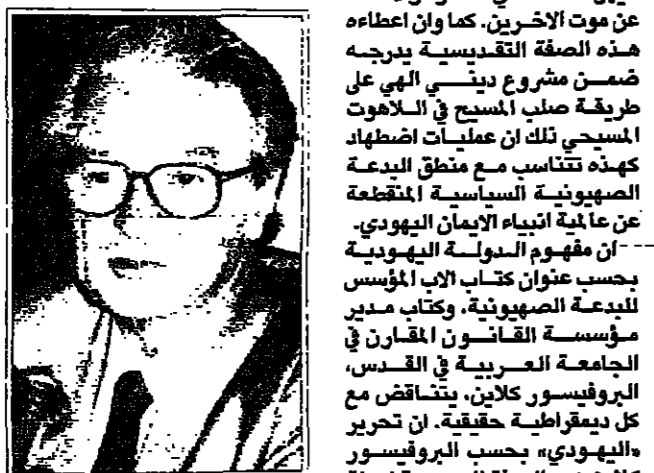 عن موت الاخرين. كما وان اعطاءه
هذه الصفة التقديسية يدرجه
ضمن مشروع ديني الهي على
طريقة صلب المسيح في اللاهوت
المسيحي ذلك ان عمليات اضطهاد
كهذه تتناسب مع منطق البدعة
الصهيونية السياسية المنقطعة
عن عالمية انبياء الايمان اليهودي.
ان مفهوم الدولة اليهودية
بحسب عنوان كتاب الاب المؤسس
للبدعة الصهيونية، وكتاب مدير
مؤسسة القانون المقارن في
الجامعة العربية في القدس،
البروفيسور كلاين، يتناقض مع
كل ديمقراطية حقيقية. ان تحرير
«اليهودي» بحسب البروفيسور